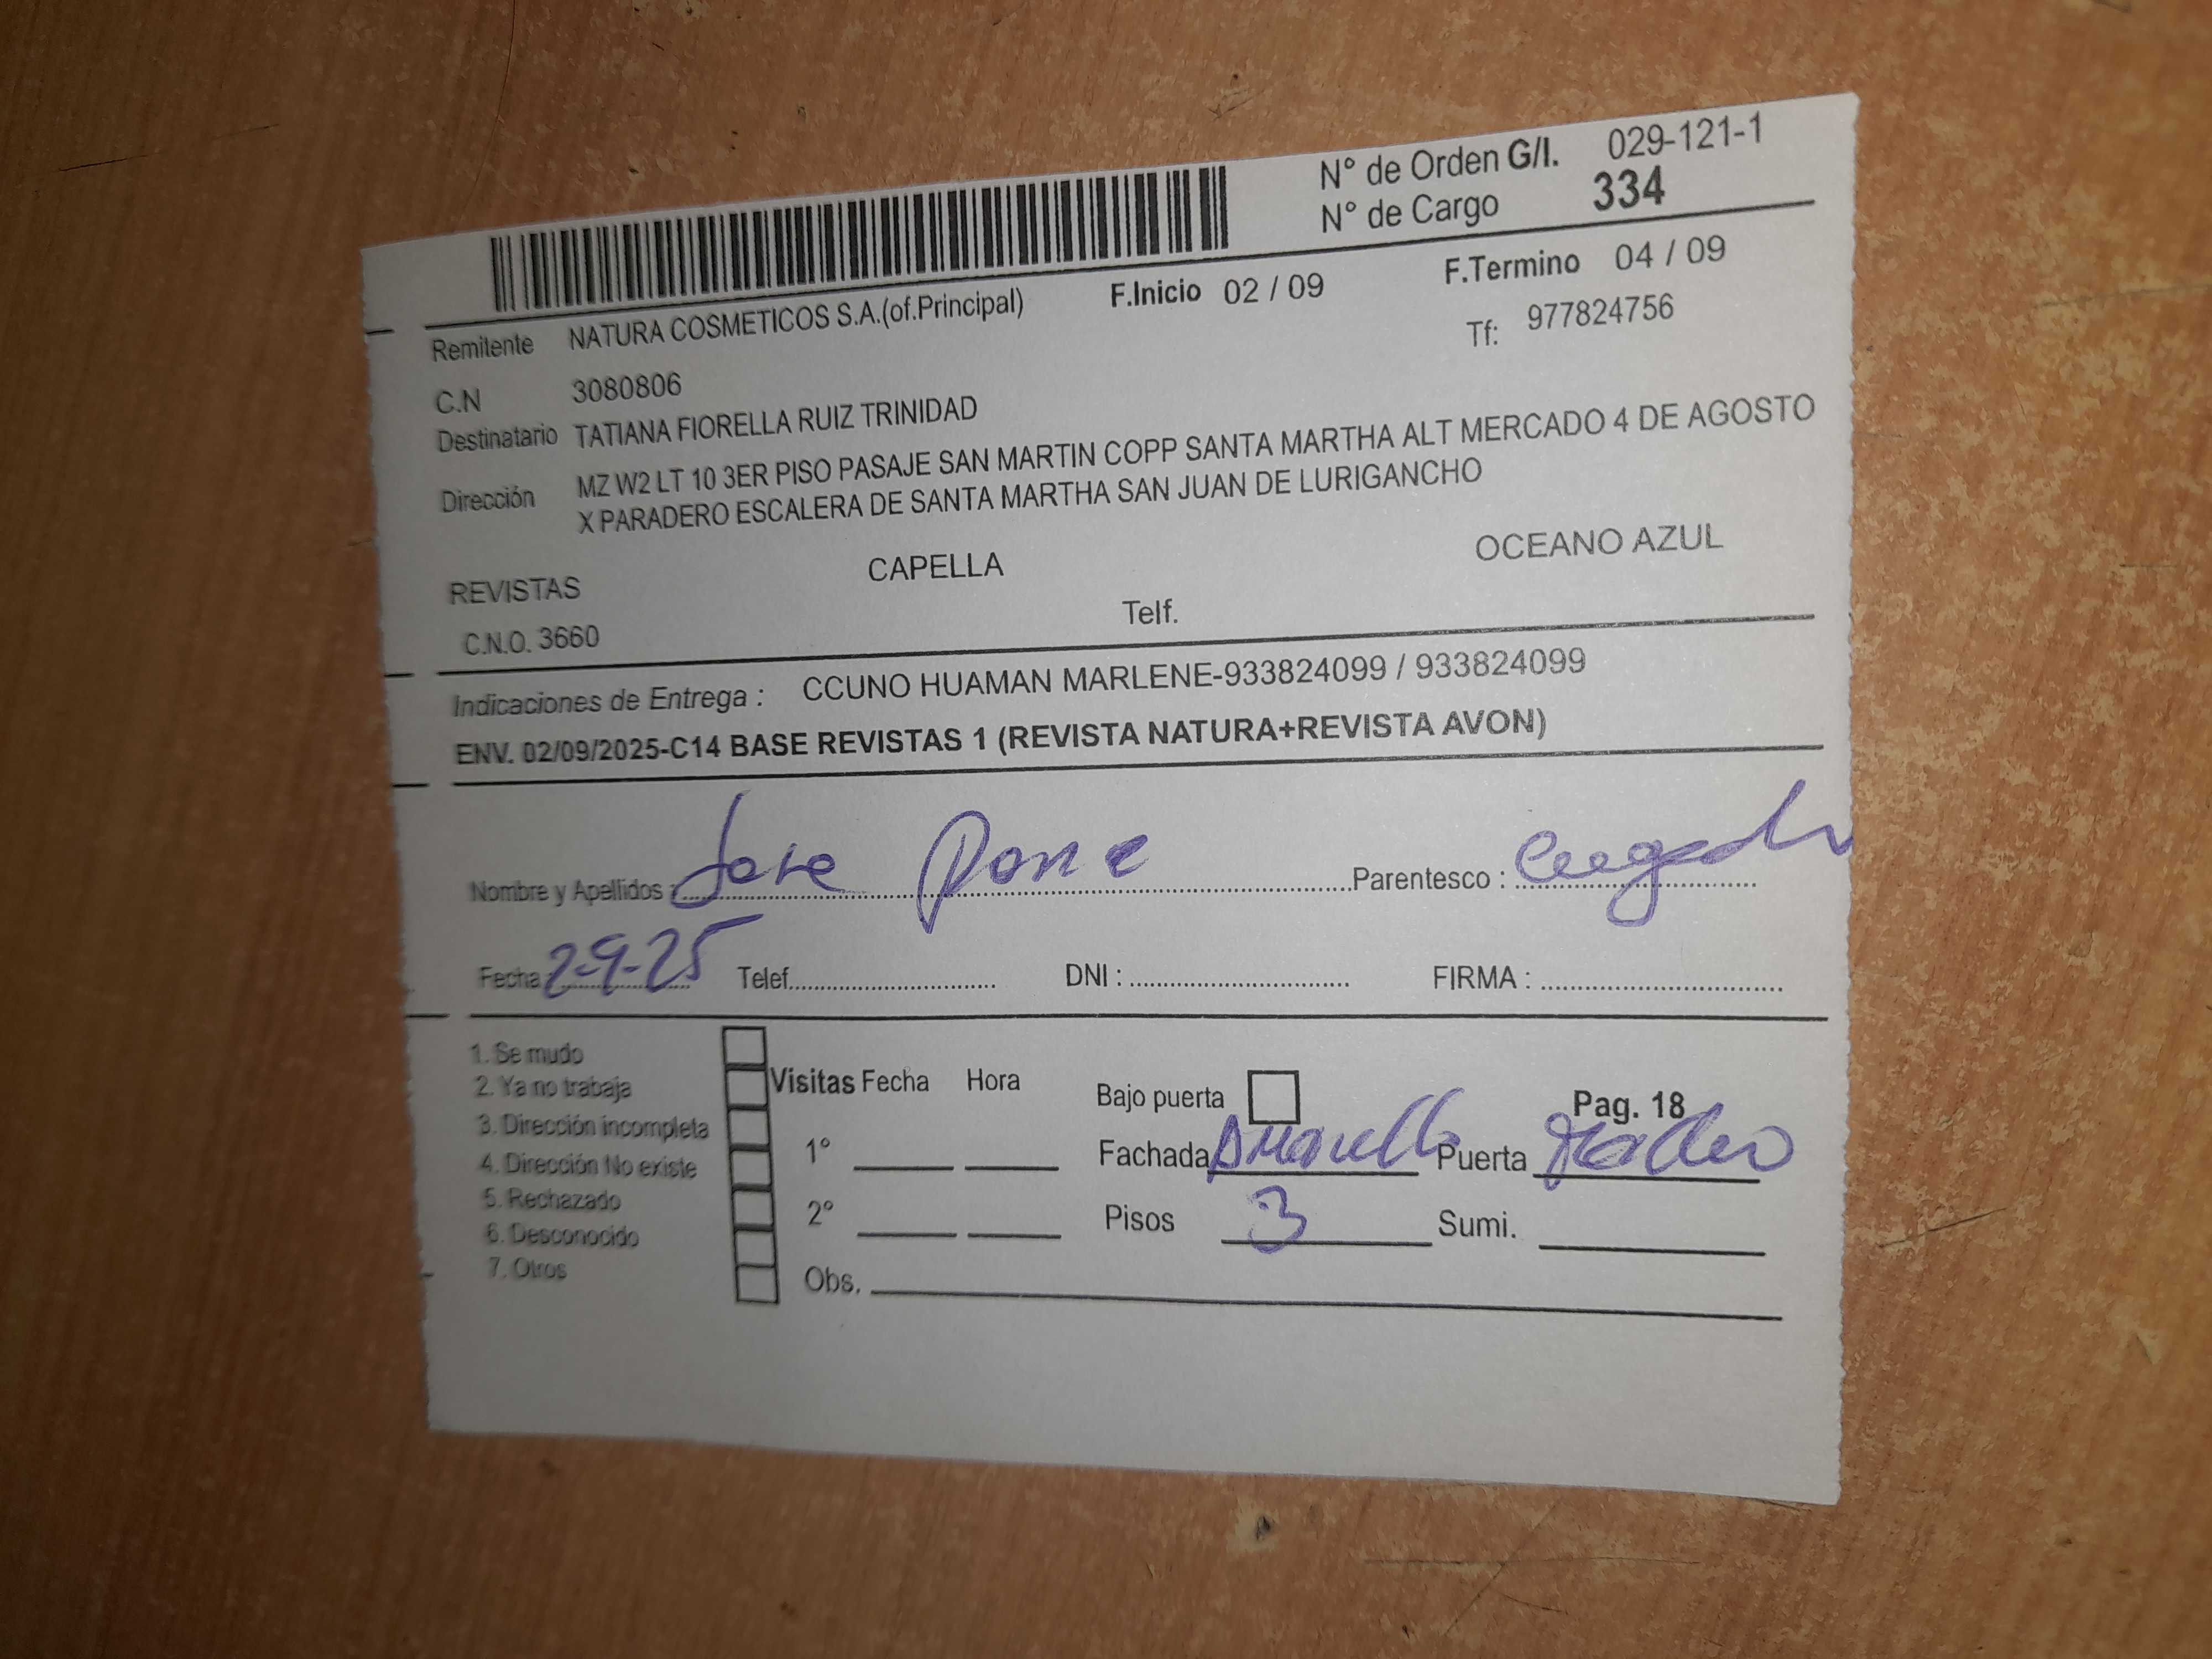 N° de Orden G/I. 029-121-1
N° de Cargo 334
F.Inicio 02 / 09 F.Termino 04 / 09
Remitente NATURA COSMETICOS S.A.(of.Principal) Tf: 977824756
C.N 3080806
Destinatario TATIANA FIORELLA RUIZ TRINIDAD
Dirección MZ W2 LT 10 3ER PISO PASAJE SAN MARTIN COPP SANTA MARTHA ALT MERCADO 4 DE AGOSTO
X PARADERO ESCALERA DE SANTA MARTHA SAN JUAN DE LURIGANCHO
REVISTAS CAPELLA OCEANO AZUL
C.N.O. 3660 Telf.
Indicaciones de Entrega : CCUNO HUAMAN MARLENE-933824099 / 933824099
ENV. 02/09/2025-C14 BASE REVISTAS 1 (REVISTA NATURA+REVISTA AVON)
Nombre y Apellidos : Jose Parentesco :
Fecha 2-9-25 Telef. DNI : FIRMA :
1. Se mudo
2. Ya no trabaja Visitas Fecha Hora Bajo puerta Pag. 18
3. Dirección incompleta
4. Dirección No existe 1° Fachada Amarillo Puerta
5. Rechazado
6. Desconocido 2° Pisos 3 Sumi.
7. Otros Obs.